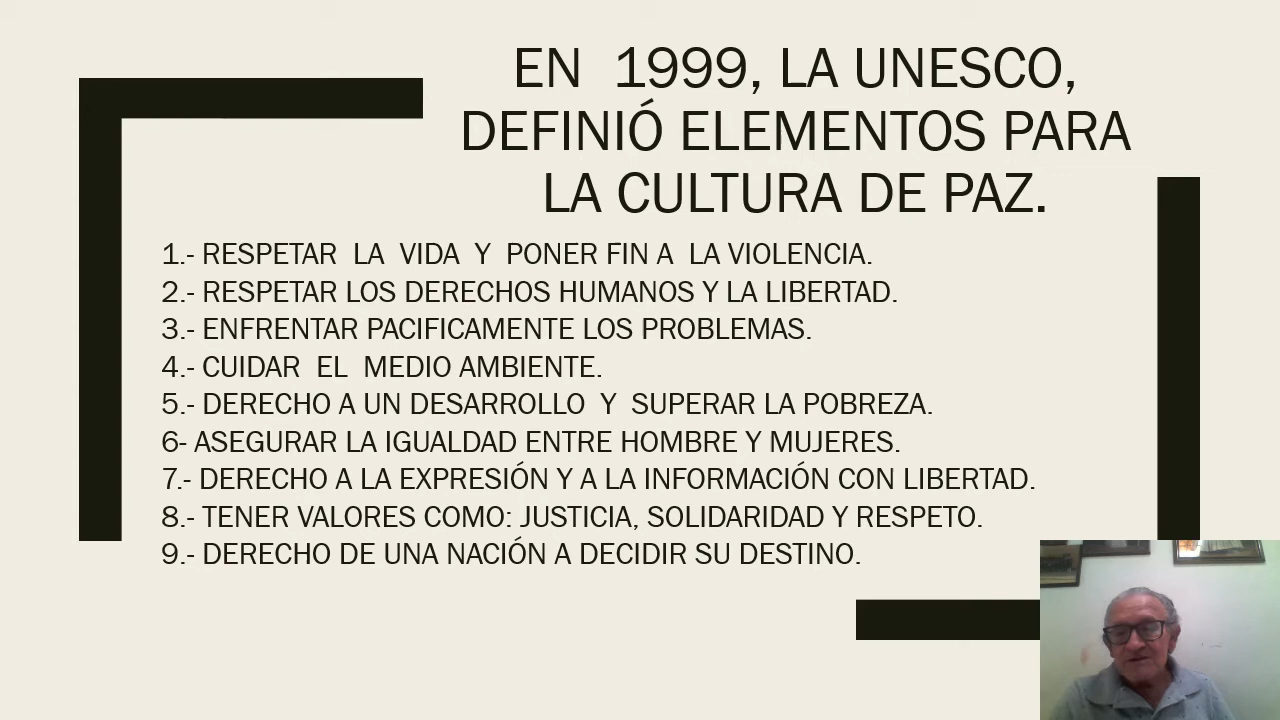 EN 1999, LA UNESCO,
DEFINIÓ ELEMENTOS PARA
LA CULTURA DE PAZ.
1.- RESPETAR LA VIDA Y PONER FIN A LA VIOLENCIA.
2.- RESPETAR LOS DERECHOS HUMANOS Y LA LIBERTAD.
3.- ENFRENTAR PACIFICAMENTE LOS PROBLEMAS.
4.- CUIDAR EL MEDIO AMBIENTE.
5.- DERECHO A UN DESARROLLO Y SUPERAR LA POBREZA.
6- ASEGURAR LA IGUALDAD ENTRE HOMBRE Y MUJERES.
7.- DERECHO A LA EXPRESIÓN Y A LA INFORMACIÓN CON LIBERTAD.
8.- TENER VALORES COMO: JUSTICIA, SOLIDARIDAD Y RESPETO.
9.- DERECHO DE UNA NACIÓN A DECIDIR SU DESTINO.